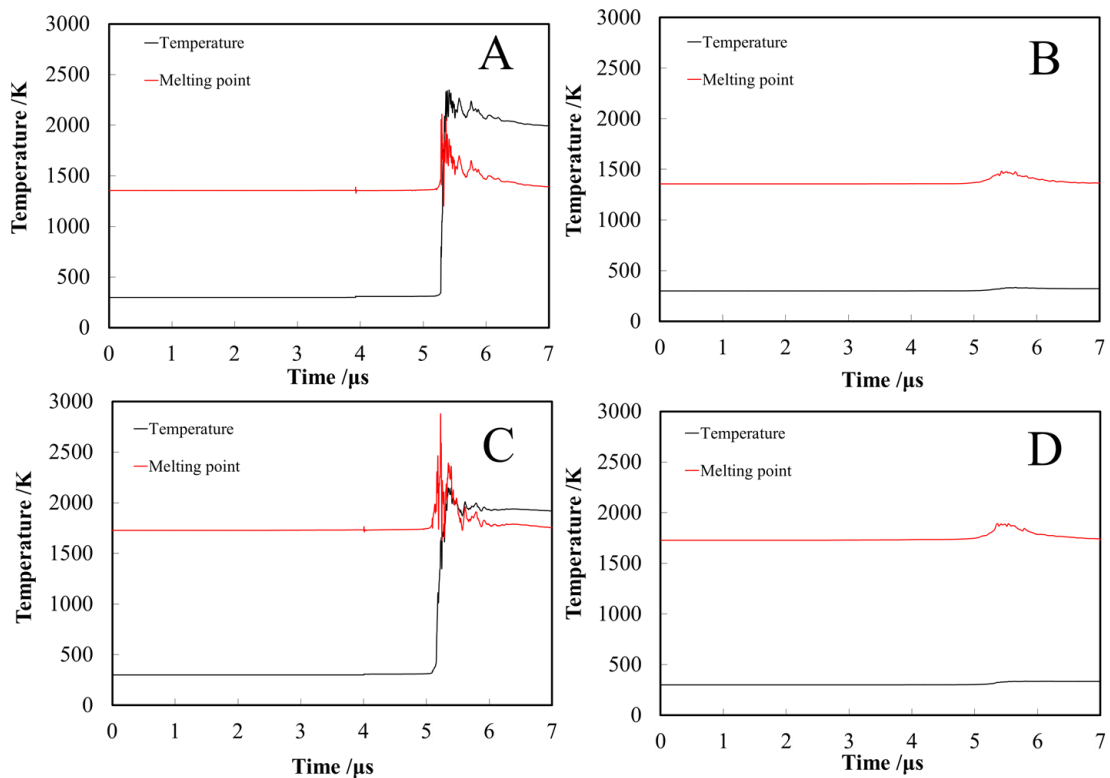 3000
2500
2000
1500
1000
500
0
0 1 2 3 4 5 6 7
Temperature /K
Time /µs
Temperature
Melting point
A
3000
2500
2000
1500
1000
500
0
0 1 2 3 4 5 6 7
Temperature /K
Time /µs
Temperature
Melting point
B
3000
2500
2000
1500
1000
500
0
0 1 2 3 4 5 6 7
Temperature /K
Time /µs
Temperature
Melting point
C
3000
2500
2000
1500
1000
500
0
0 1 2 3 4 5 6 7
Temperature /K
Time /µs
Temperature
Melting point
D